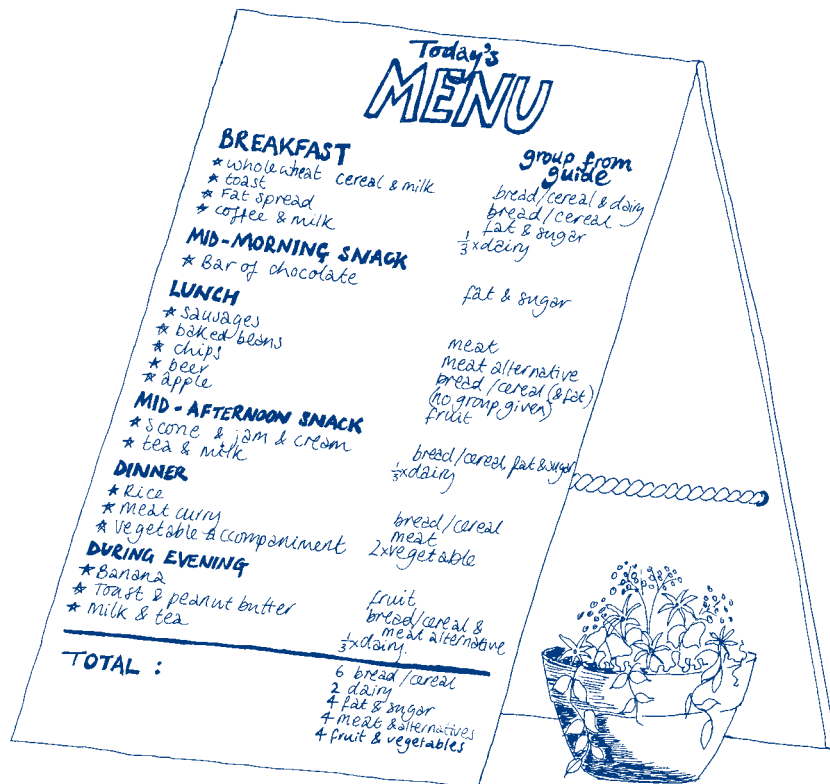 Today's
MENU
group from
guide
BREAKFAST
★ wholewheat cereal & milk bread/cereal & dairy
★ toast bread/cereal
★ Fat spread fat & sugar
★ coffee & milk 1/3 x dairy
MID-MORNING SNACK
★ Bar of chocolate fat & sugar
LUNCH
★ sausages meat
★ baked beans meat alternative
★ chips bread/cereal (& fat)
★ beer (no group given)
★ apple fruit
MID-AFTERNOON SNACK
★ scone & jam & cream bread/cereal, fat & sugar
★ tea & milk 1/3 x dairy
DINNER
★ Rice bread/cereal
★ meat curry meat
★ vegetable accompaniment 2 x vegetable
DURING EVENING
★ Banana fruit
★ Toast & peanut butter bread/cereal &
meat alternative
★ Milk & tea 1/3 x dairy.
TOTAL : 6 bread/cereal
2 dairy
4 fat & sugar
4 meat & alternatives
4 fruit & vegetables